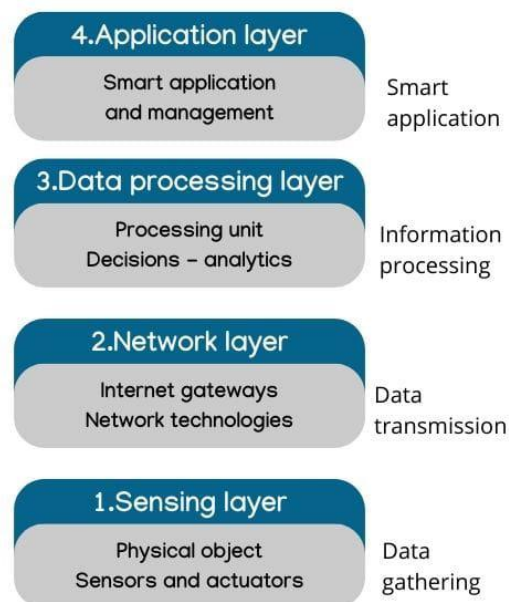 4.Application layer
Smart application
and management
Smart
application
3.Data processing layer
Processing unit
Decisions – analytics
Information
processing
2.Network layer
Internet gateways
Network technologies
Data
transmission
1.Sensing layer
Physical object
Sensors and actuators
Data
gathering